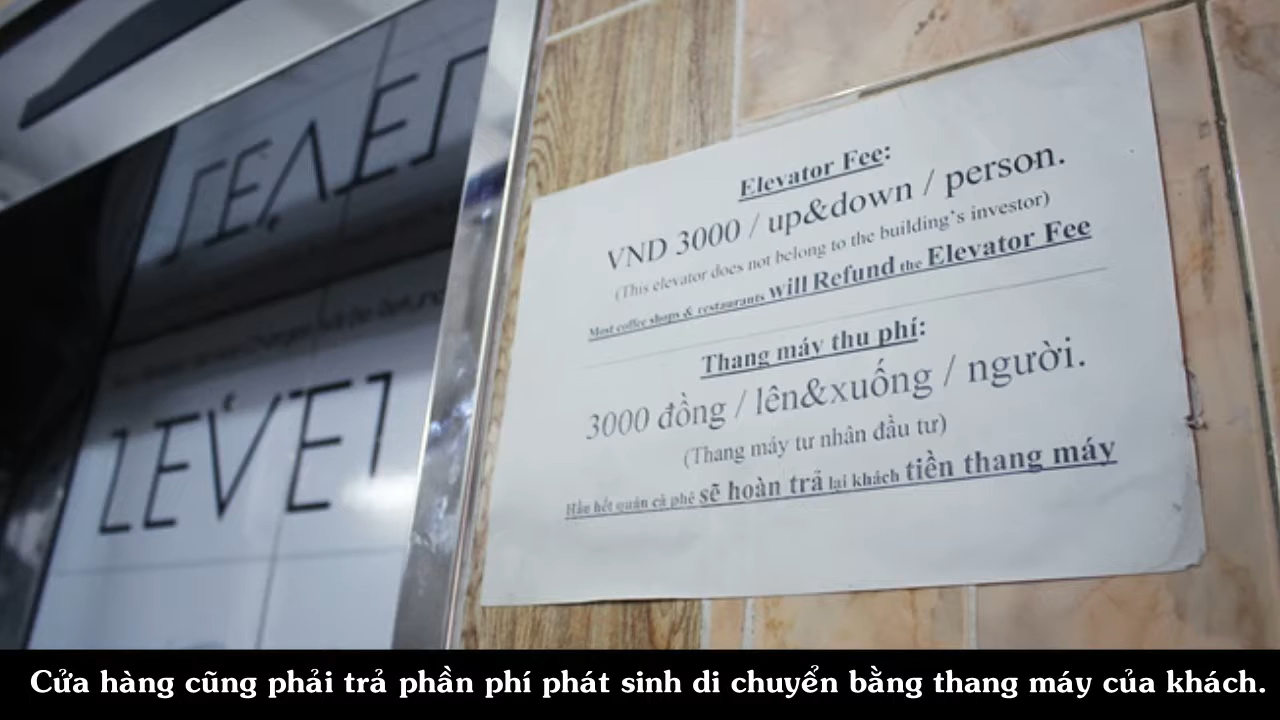 LEVEL
Elevator Fee:
VND 3000 / up&down / person.
(This elevator does not belong to the building's investor)
Most coffee shops & restaurants will Refund the Elevator Fee
Thang máy thu phí:
3000 đồng / lên&xuống / người.
(Thang máy tư nhân đầu tư)
Hầu hết quán cà phê sẽ hoàn trả lại khách tiền thang máy
Cửa hàng cũng phải trả phần phí phát sinh di chuyển bằng thang máy của khách.